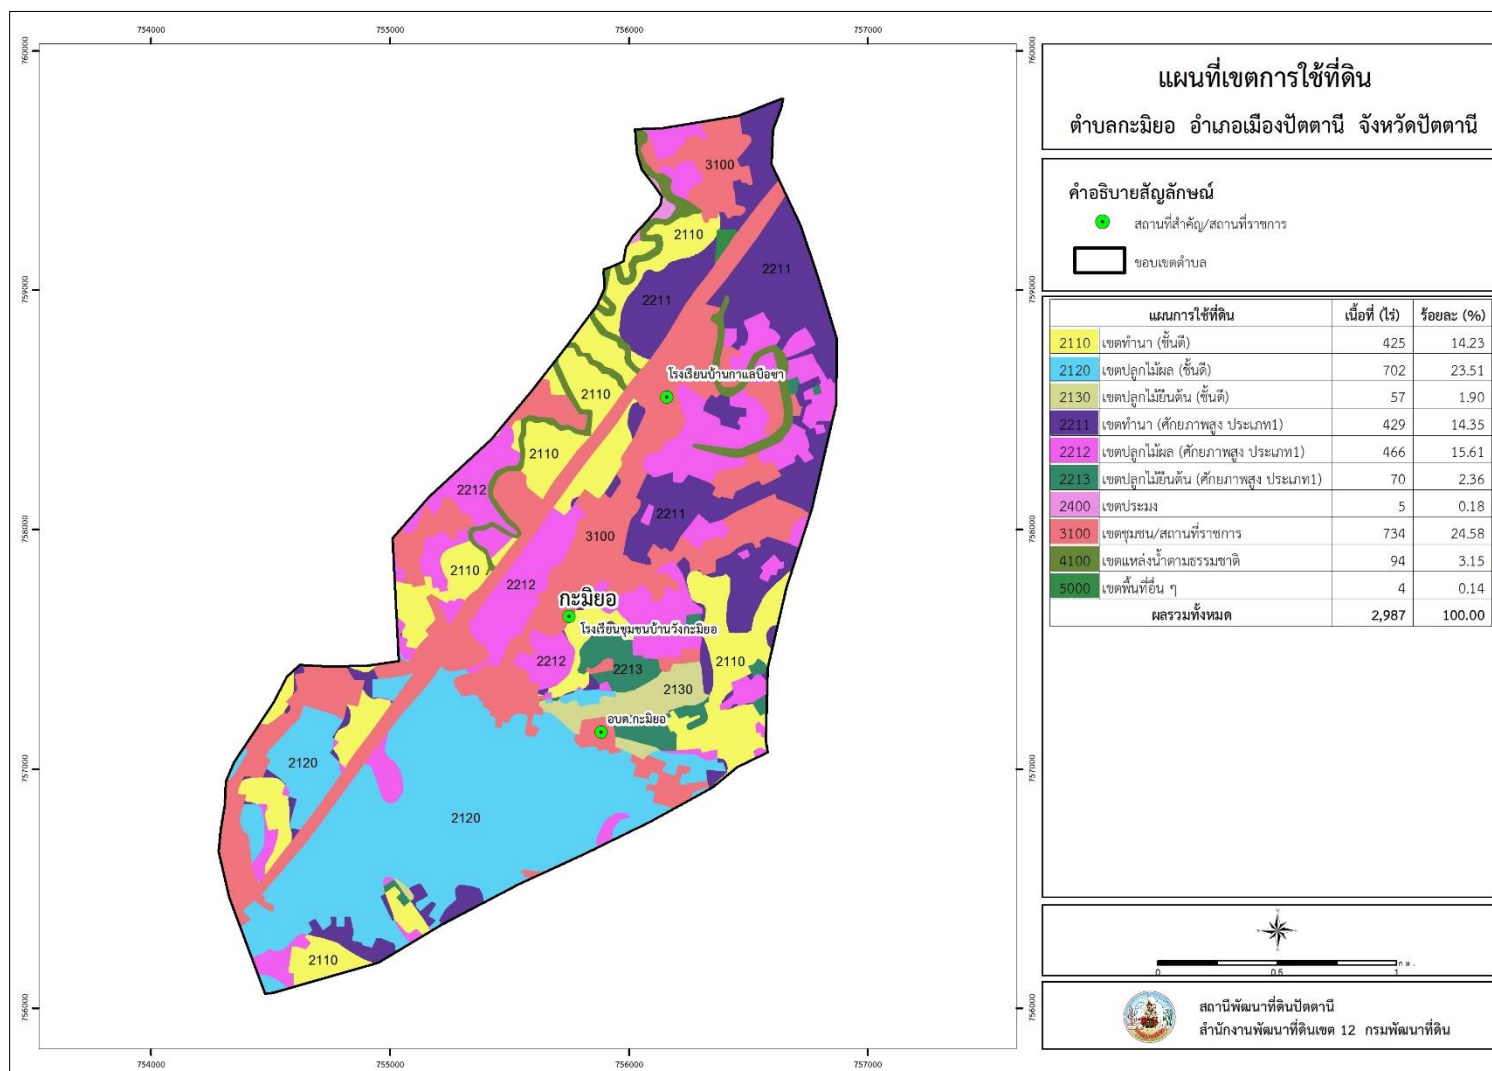 แผนที่เขตการใช้ที่ดิน
ตำบลกะมิยอ อำเภอเมืองปัตตานี จังหวัดปัตตานี
คำอธิบายสัญลักษณ์
สถานที่สำคัญ/สถานที่ราชการ
ขอบเขตตำบล
แผนการใช้ที่ดิน เนื้อที่ (ไร่) ร้อยละ (%)
2110 เขตทำนา (ชั้นดี) 425 14.23
2120 เขตปลูกไม้ผล (ชั้นดี) 702 23.51
2130 เขตปลูกไม้ยืนต้น (ชั้นดี) 57 1.90
2211 เขตทำนา (ศักยภาพสูง ประเภท1) 429 14.35
2212 เขตปลูกไม้ผล (ศักยภาพสูง ประเภท1) 466 15.61
2213 เขตปลูกไม้ยืนต้น (ศักยภาพสูง ประเภท1) 70 2.36
2400 เขตประมง 5 0.18
3100 เขตชุมชน/สถานที่ราชการ 734 24.58
4100 เขตแหล่งน้ำตามธรรมชาติ 94 3.15
5000 เขตพื้นที่อื่น ๆ 4 0.14
ผลรวมทั้งหมด 2,987 100.00
0 0.5 1 ก.ม.
สถานีพัฒนาที่ดินปัตตานี
สำนักงานพัฒนาที่ดินเขต 12 กรมพัฒนาที่ดิน
754000 755000 756000 757000
760000 760000
3100
2110
2211
759000 759000
2211
โรงเรียนบ้านกาแลบือซา
2110
2110
2212
2211
758000 758000
3100
2110
2212
กะมิยอ
โรงเรียนชุมชนบ้านวังกะมิยอ
2212
2213
2110
2130
อบต.กะมิยอ
2120
757000 757000
2120
2110
756000 756000
754000 755000 756000 757000